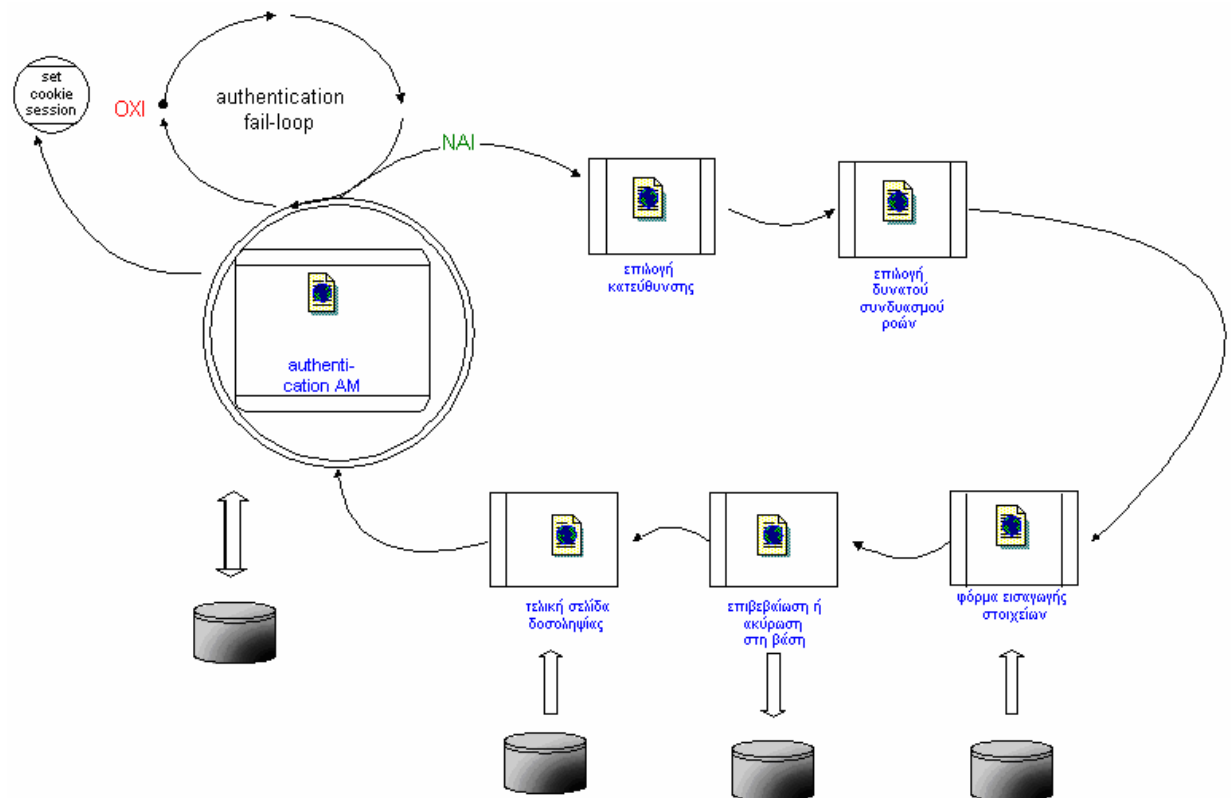 set
cookie
session
ΟΧΙ
authentication
fail-loop
ΝΑΙ
επιλογή
κατεύθυνσης
επιλογή
δυνατού
συνδυασμού
ροών
authenti-
cation AM
τελική σελίδα
δοσοληψίας
επιβεβαίωση ή
ακύρωση
στη βάση
φόρμα εισαγωγής
στοιχείων